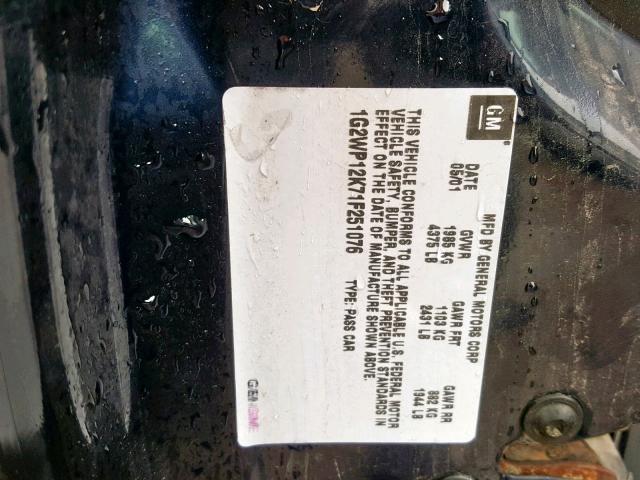 GM
MFD BY GENERAL MOTORS CORP
DATE GVWR GAWR FRT GAWR RR
05/01 1985 KG 1103 KG 882 KG
4375 LB 2431 LB 1944 LB
THIS VEHICLE CONFORMS TO ALL APPLICABLE U.S. FEDERAL MOTOR
VEHICLE SAFETY, BUMPER, AND THEFT PREVENTION STANDARDS IN
EFFECT ON THE DATE OF MANUFACTURE SHOWN ABOVE.
1G2WP12K71F251076 TYPE: PASS CAR